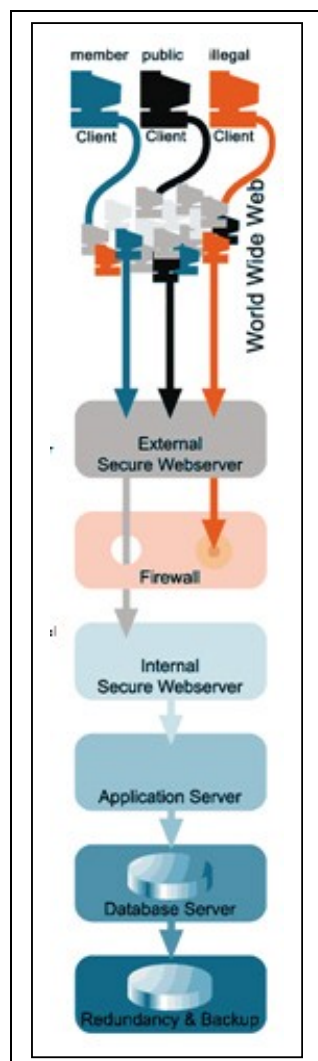 member public illegal
Client Client Client
World Wide Web
External
Secure Webserver
Firewall
Internal
Secure Webserver
Application Server
Database Server
Redundancy & Backup